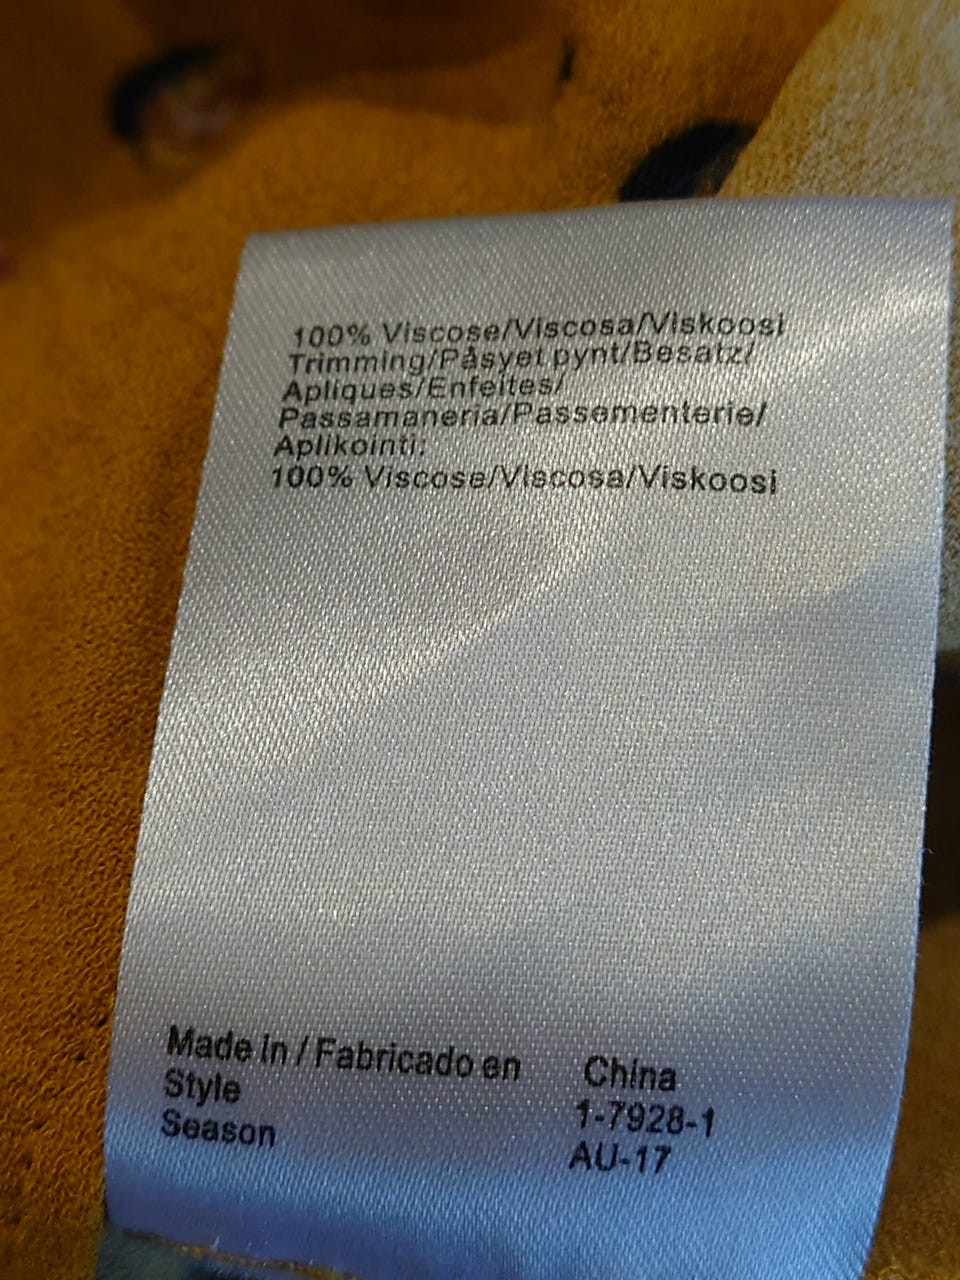 100% Viscose/Viscosa/Viskoosi
Trimming/Påsyet pynt/Besatz/
Apliques/Enfeites/
Passamaneria/Passementerie/
Aplikointi:
100% Viscose/Viscosa/Viskoosi
Made in / Fabricado en China
Style 1-7928-1
Season AU-17